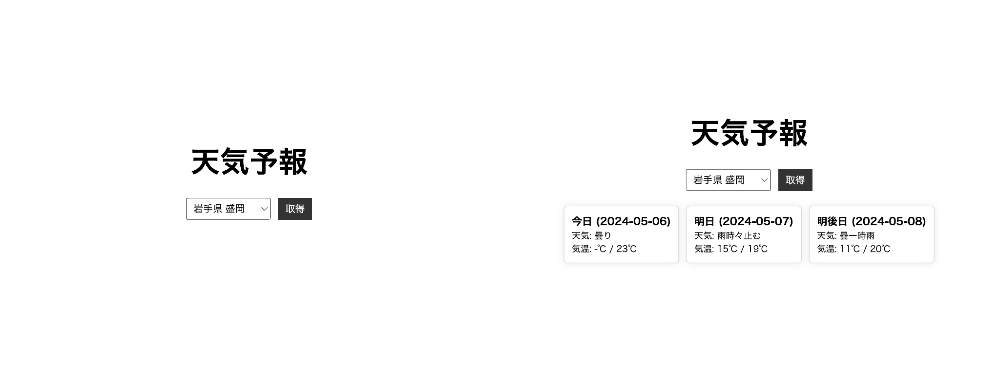 天気予報
岩手県 盛岡
取得
天気予報
岩手県 盛岡
取得
今日 (2024-05-06)
天気: 曇り
気温: -℃ / 23℃
明日 (2024-05-07)
天気: 雨時々止む
気温: 15℃ / 19℃
明後日 (2024-05-08)
天気: 曇一時雨
気温: 11℃ / 20℃